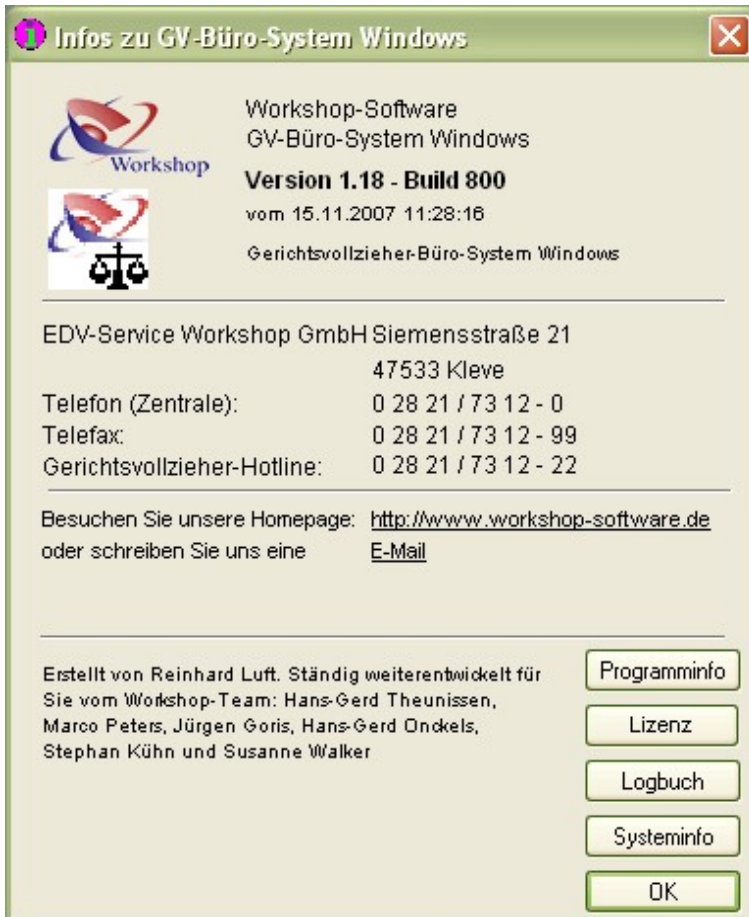 Infos zu GV-Büro-System Windows
Workshop
Workshop-Software
GV-Büro-System Windows
Version 1.18 - Build 800
vom 15.11.2007 11:28:16
Gerichtsvollzieher-Büro-System Windows
EDV-Service Workshop GmbH Siemensstraße 21
47533 Kleve
Telefon (Zentrale): 0 28 21 / 73 12 - 0
Telefax: 0 28 21 / 73 12 - 99
Gerichtsvollzieher-Hotline: 0 28 21 / 73 12 - 22
Besuchen Sie unsere Homepage: http://www.workshop-software.de
oder schreiben Sie uns eine E-Mail
Erstellt von Reinhard Luft. Ständig weiterentwickelt für
Sie vom Workshop-Team: Hans-Gerd Theunissen,
Marco Peters, Jürgen Goris, Hans-Gerd Onckels,
Stephan Kühn und Susanne Walker
Programminfo
Lizenz
Logbuch
Systeminfo
OK